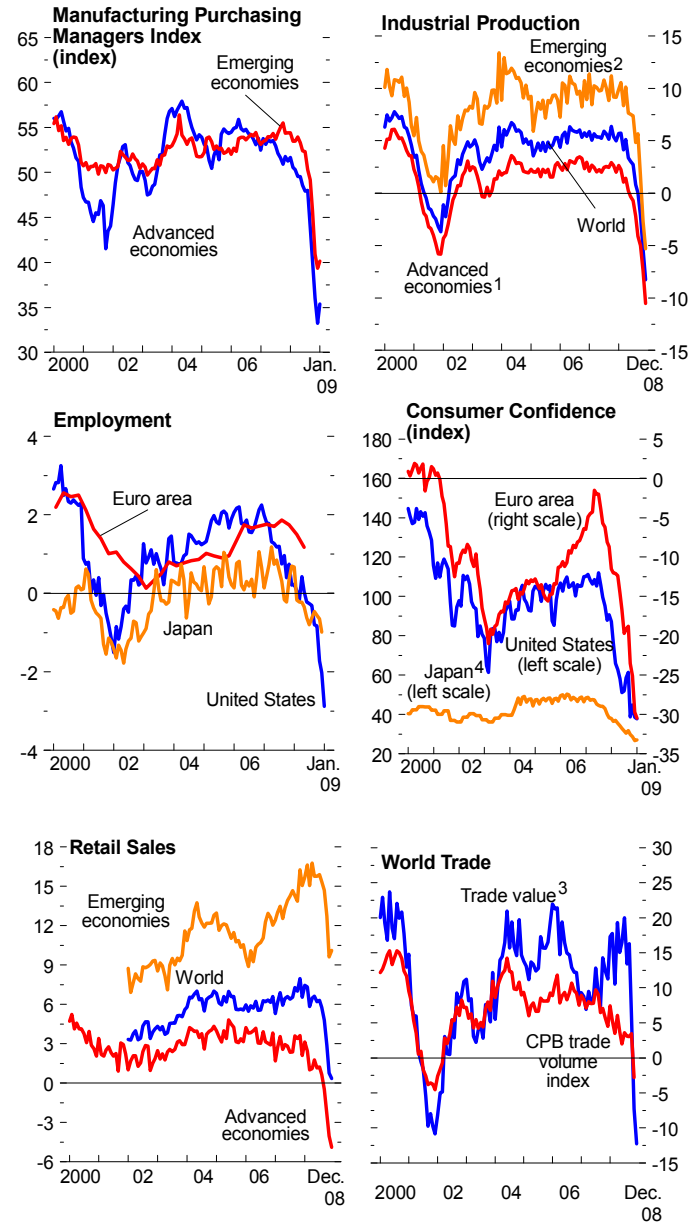 Manufacturing Purchasing
Managers Index
(index)
65
60
55
50
45
40
35
30
Emerging
economies
Advanced
economies
2000 02 04 06 Jan.
09
Industrial Production
15
10
5
0
-5
-10
-15
Emerging
economies2
World
Advanced
economies1
2000 02 04 06 Dec.
08
Employment
4
2
0
-2
-4
Euro area
Japan
United States
2000 02 04 06 Jan.
09
Consumer Confidence
(index)
180
160
140
120
100
80
60
40
20
5
0
-5
-10
-15
-20
-25
-30
-35
Euro area
(right scale)
United States
(left scale)
Japan4
(left scale)
2000 02 04 06 Jan.
09
Retail Sales
18
15
12
9
6
3
0
-3
-6
Emerging
economies
World
Advanced
economies
2000 02 04 06 Dec.
08
World Trade
30
25
20
15
10
5
0
-5
-10
-15
Trade value3
CPB trade
volume
index
2000 02 04 06 Dec.
08